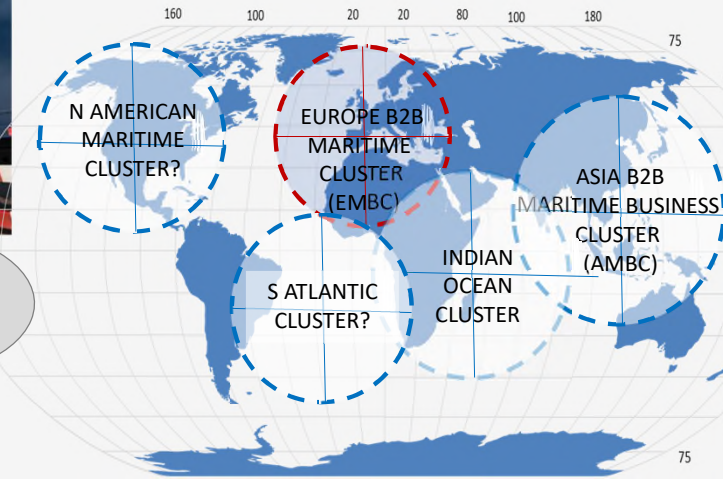 160 100 20 20 80 100 180
75
N AMERICAN
MARITIME
CLUSTER?
EUROPE B2B
MARITIME
CLUSTER
(EMBC)
ASIA B2B
MARITIME BUSINESS
CLUSTER
(AMBC)
INDIAN
OCEAN
CLUSTER
S ATLANTIC
CLUSTER?
75